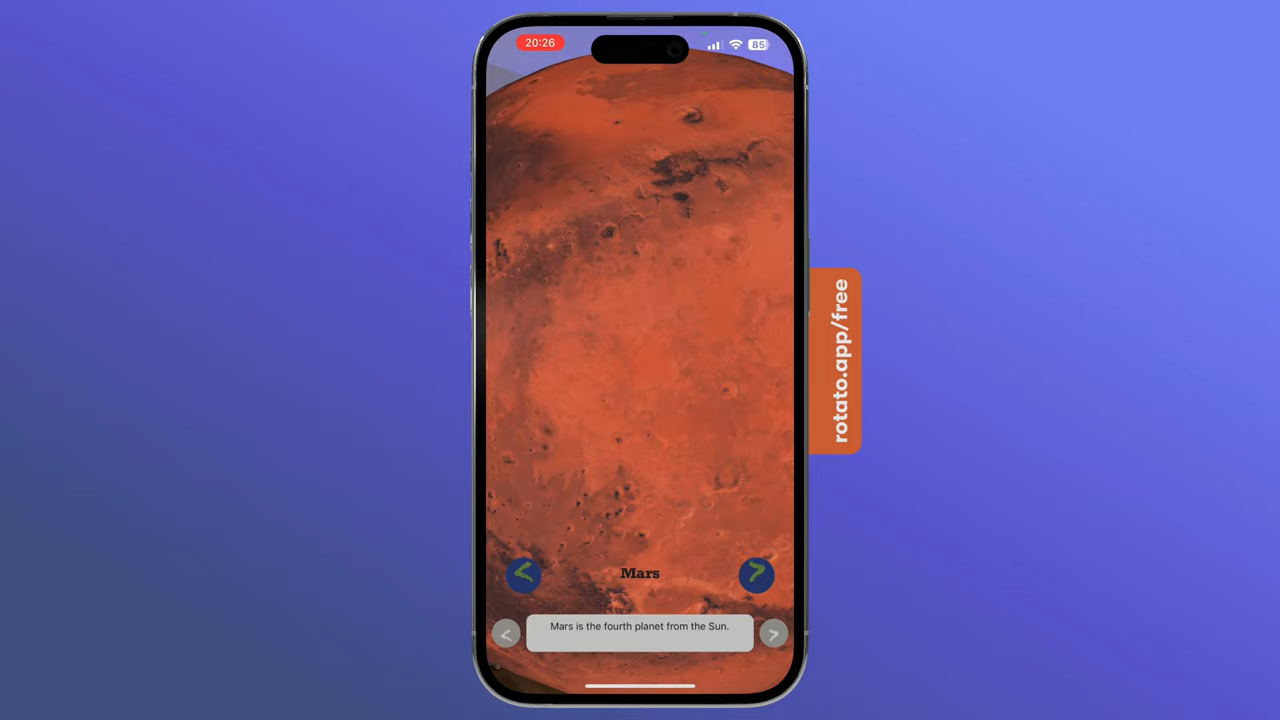 20:26
85
rotato.app/free
Mars
Mars is the fourth planet from the Sun.